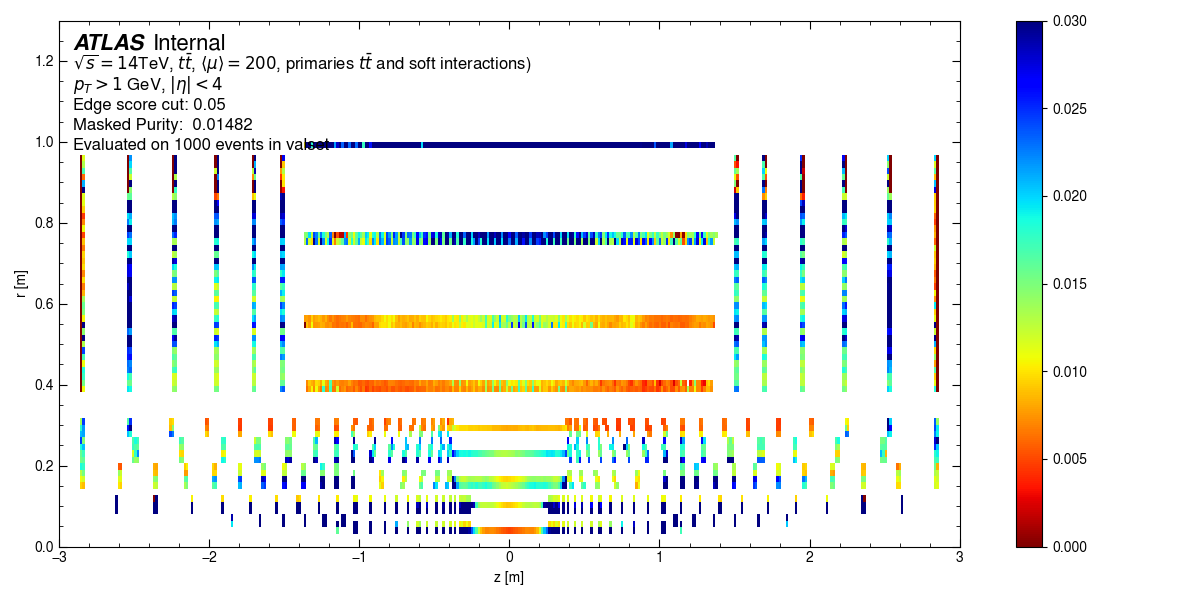 ATLAS Internal
√s = 14TeV, tt̄, ⟨μ⟩ = 200, primaries tt̄ and soft interactions)
p_T > 1 GeV, |η| < 4
Edge score cut: 0.05
Masked Purity: 0.01482
Evaluated on 1000 events in valset
r [m]
1.2
1.0
0.8
0.6
0.4
0.2
0.0
−3
−2
−1
0
1
2
3
z [m]
0.030
0.025
0.020
0.015
0.010
0.005
0.000